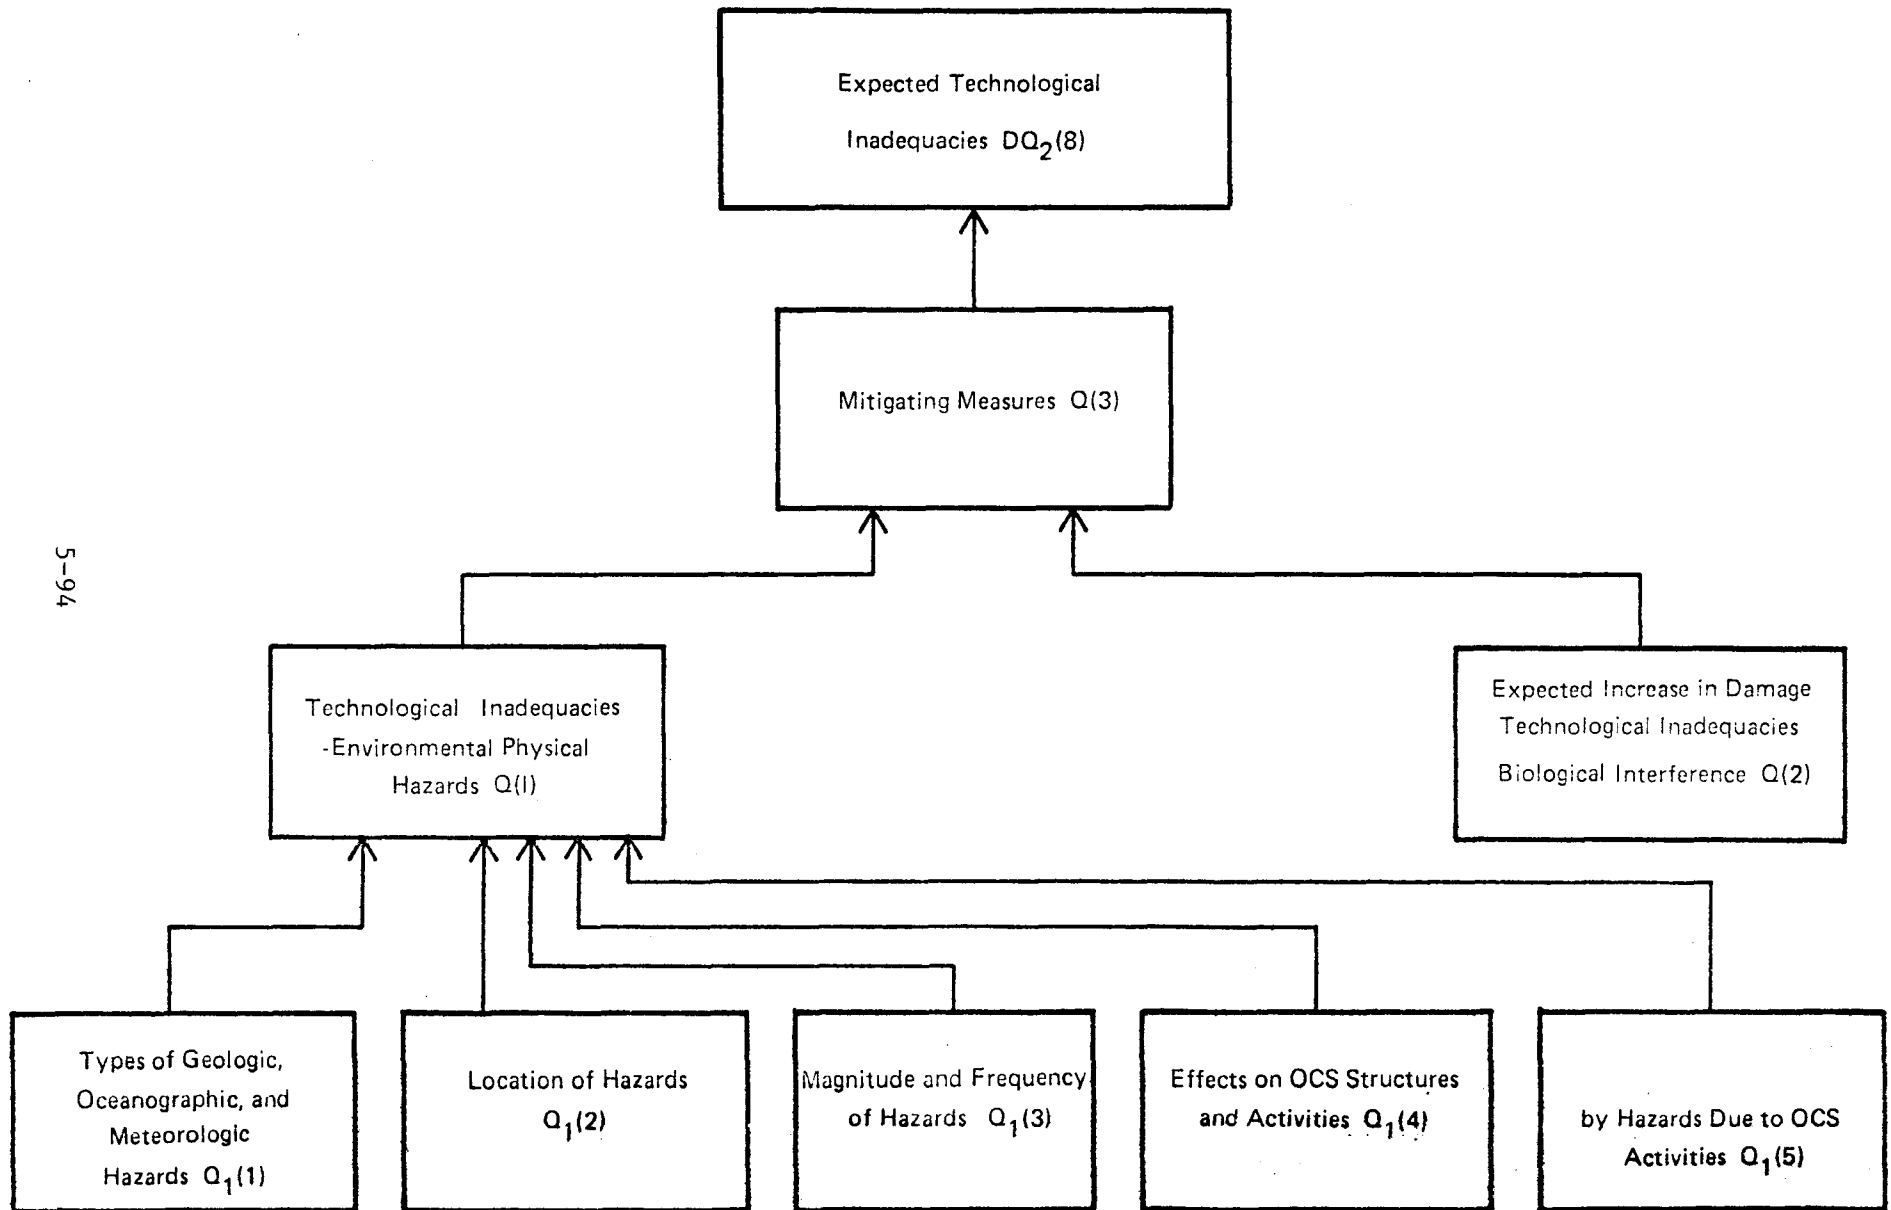 Expected Technological
Inadequacies DQ2(8)
Mitigating Measures Q(3)
5-94
Technological Inadequacies
-Environmental Physical
Hazards Q(I)
Expected Increase in Damage
Technological Inadequacies
Biological Interference Q(2)
Types of Geologic,
Oceanographic, and
Meteorologic
Hazards Q1(1)
Location of Hazards
Q1(2)
Magnitude and Frequency
of Hazards Q1(3)
Effects on OCS Structures
and Activities Q1(4)
by Hazards Due to OCS
Activities Q1(5)